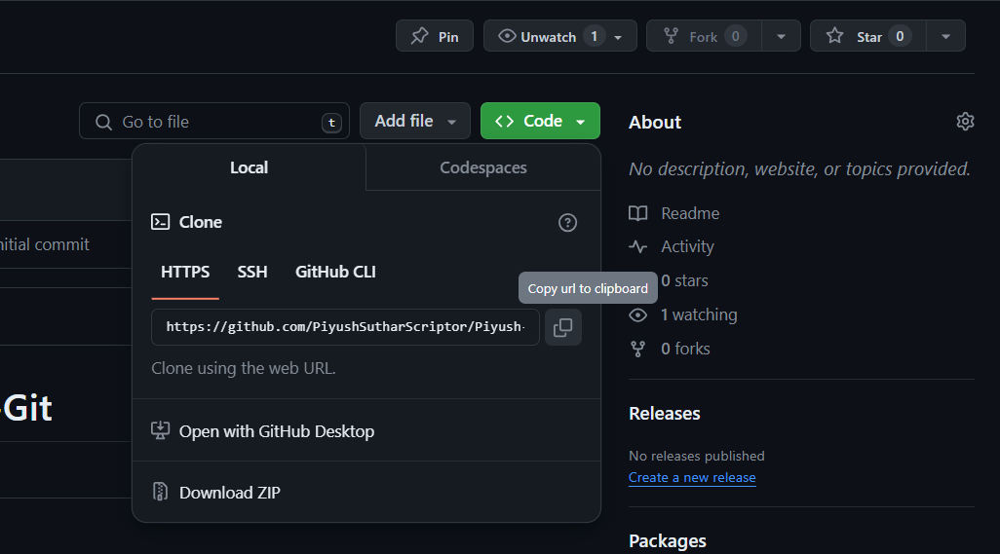 Pin
Unwatch 1
Fork 0
Star 0
Go to file t
Add file
<> Code
About
Local
Codespaces
No description, website, or topics provided.
Clone
Readme
nitial commit
Activity
HTTPS SSH GitHub CLI
Copy url to clipboard
0 stars
https://github.com/PiyushSutharScriptor/Piyush-
1 watching
0 forks
Clone using the web URL.
-Git
Releases
Open with GitHub Desktop
No releases published
Create a new release
Download ZIP
Packages